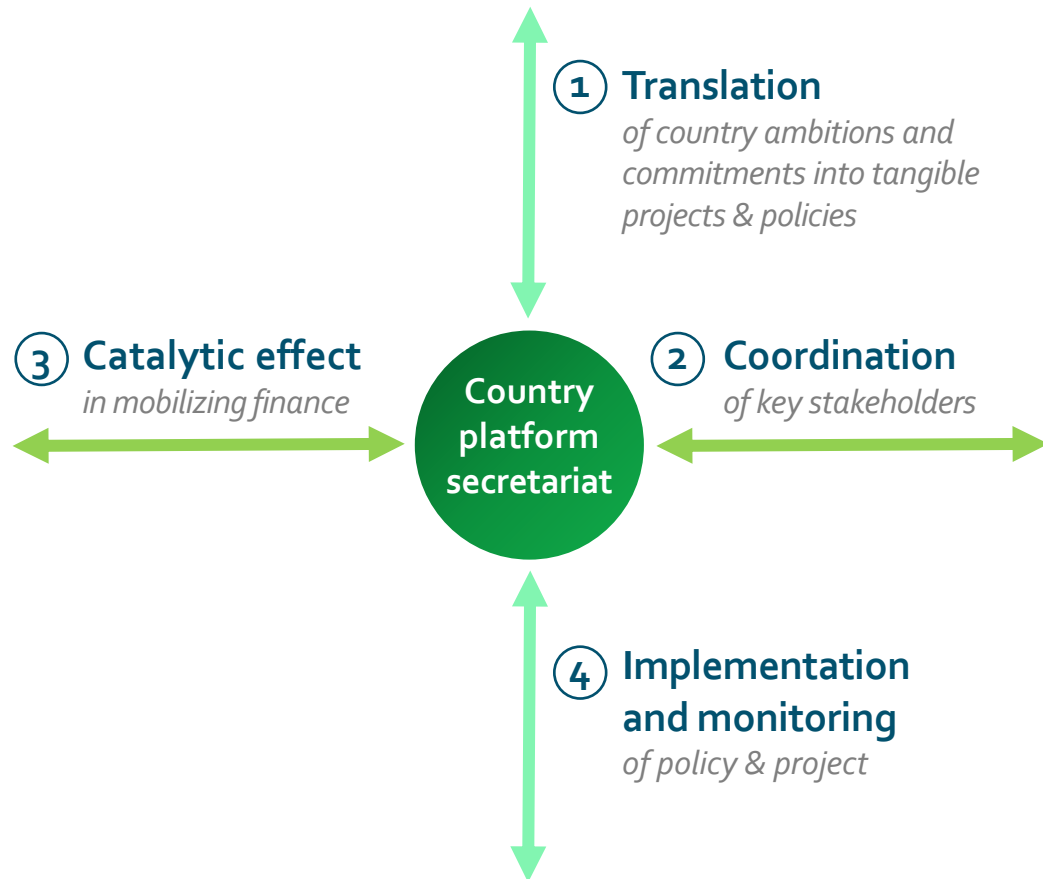 1 Translation
of country ambitions and
commitments into tangible
projects & policies
3 Catalytic effect
in mobilizing finance
Country
platform
secretariat
2 Coordination
of key stakeholders
4 Implementation
and monitoring
of policy & project